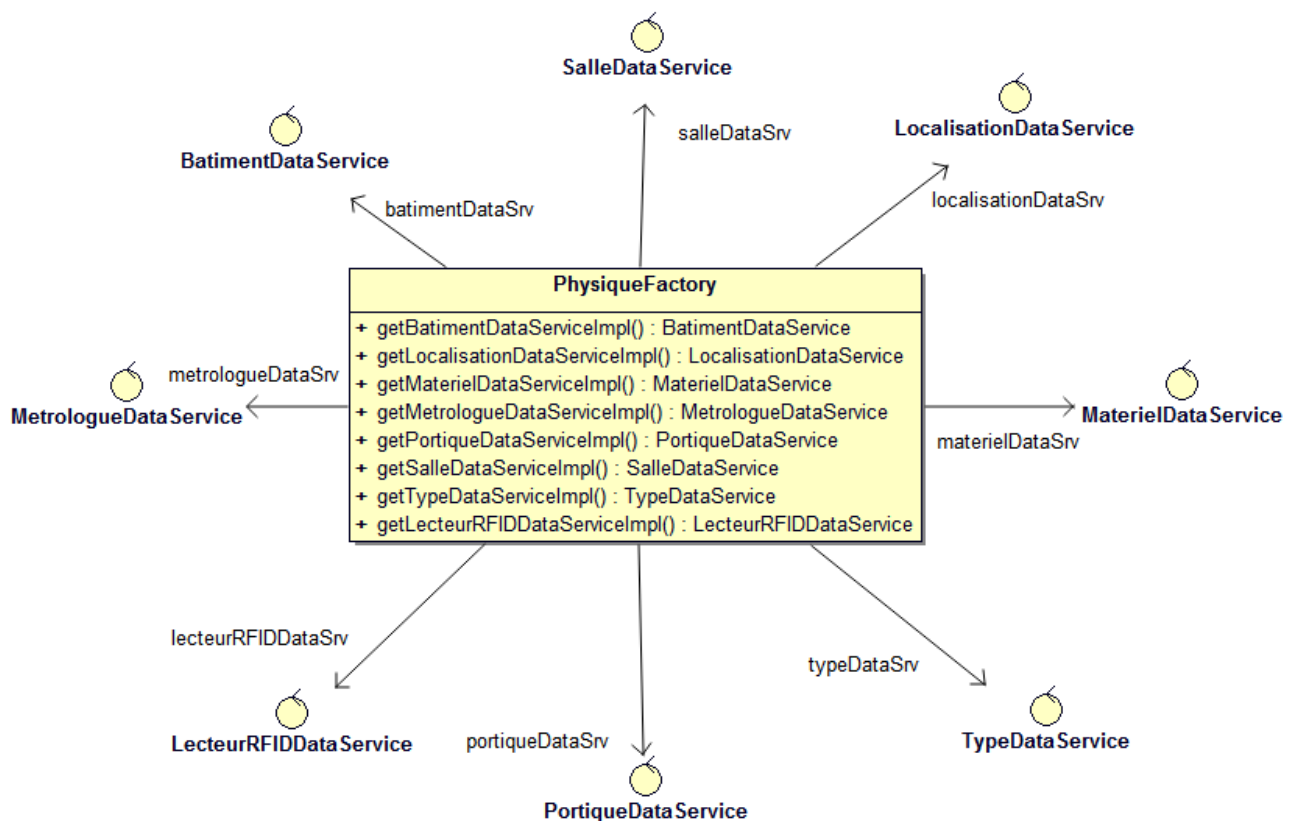 SalleDataService
LocalisationDataService
salleDataSrv
BatimentDataService
localisationDataSrv
batimentDataSrv
PhysiqueFactory
+ getBatimentDataServiceImpl() : BatimentDataService
+ getLocalisationDataServiceImpl() : LocalisationDataService
+ getMaterielDataServiceImpl() : MaterielDataService
+ getMetrologueDataServiceImpl() : MetrologueDataService
+ getPortiqueDataServiceImpl() : PortiqueDataService
+ getSalleDataServiceImpl() : SalleDataService
+ getTypeDataServiceImpl() : TypeDataService
+ getLecteurRFIDDataServiceImpl() : LecteurRFIDDataService
metrologueDataSrv
MetrologueDataService
MaterielDataService
materielDataSrv
lecteurRFIDDataSrv
typeDataSrv
LecteurRFIDDataService
portiqueDataSrv
TypeDataService
PortiqueDataService